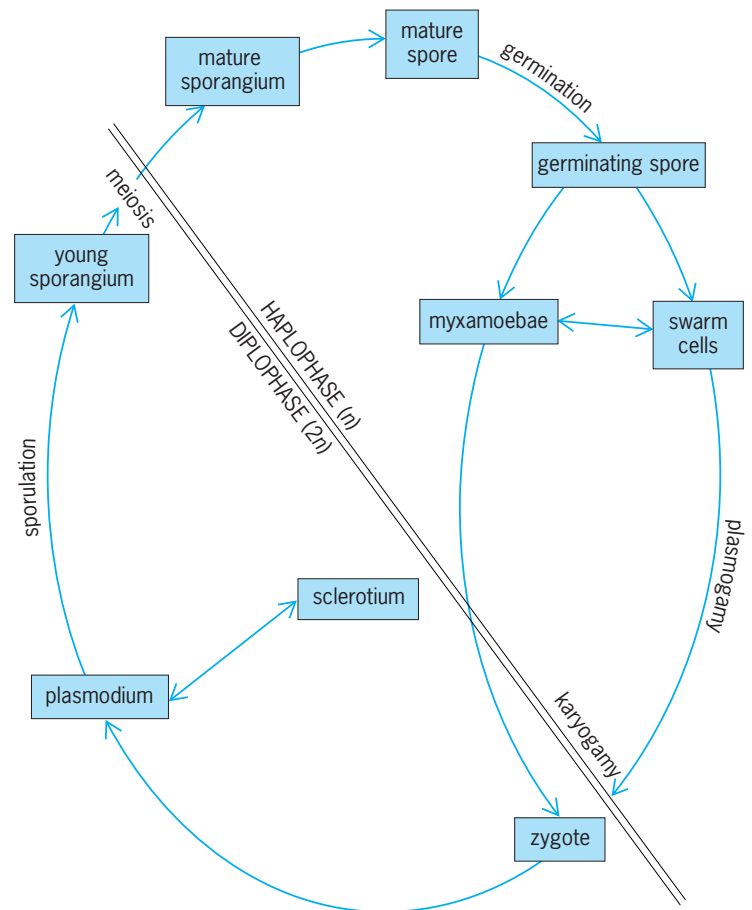 mature
spore
mature
sporangium
germination
germinating spore
meiosis
young
sporangium
myxamoebae
swarm
cells
HAPLOPHASE (n)
DIPLOPHASE (2n)
sporulation
plasmogamy
sclerotium
plasmodium
karyogamy
zygote